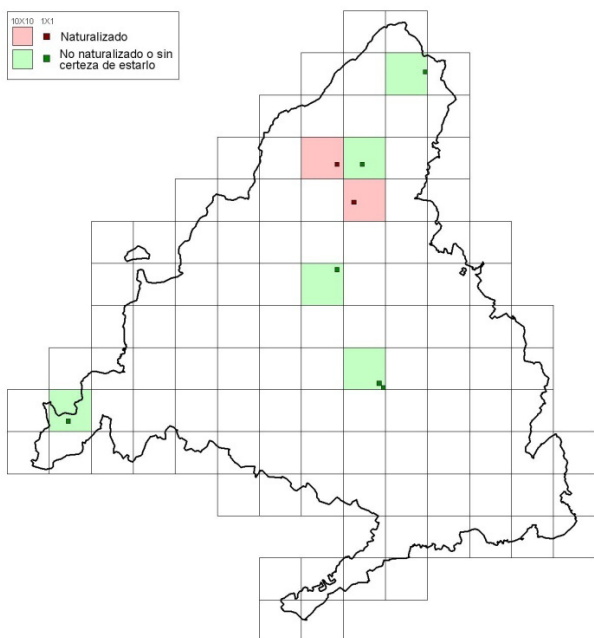 10X10 1X1
Naturalizado
No naturalizado o sin
certeza de estarlo